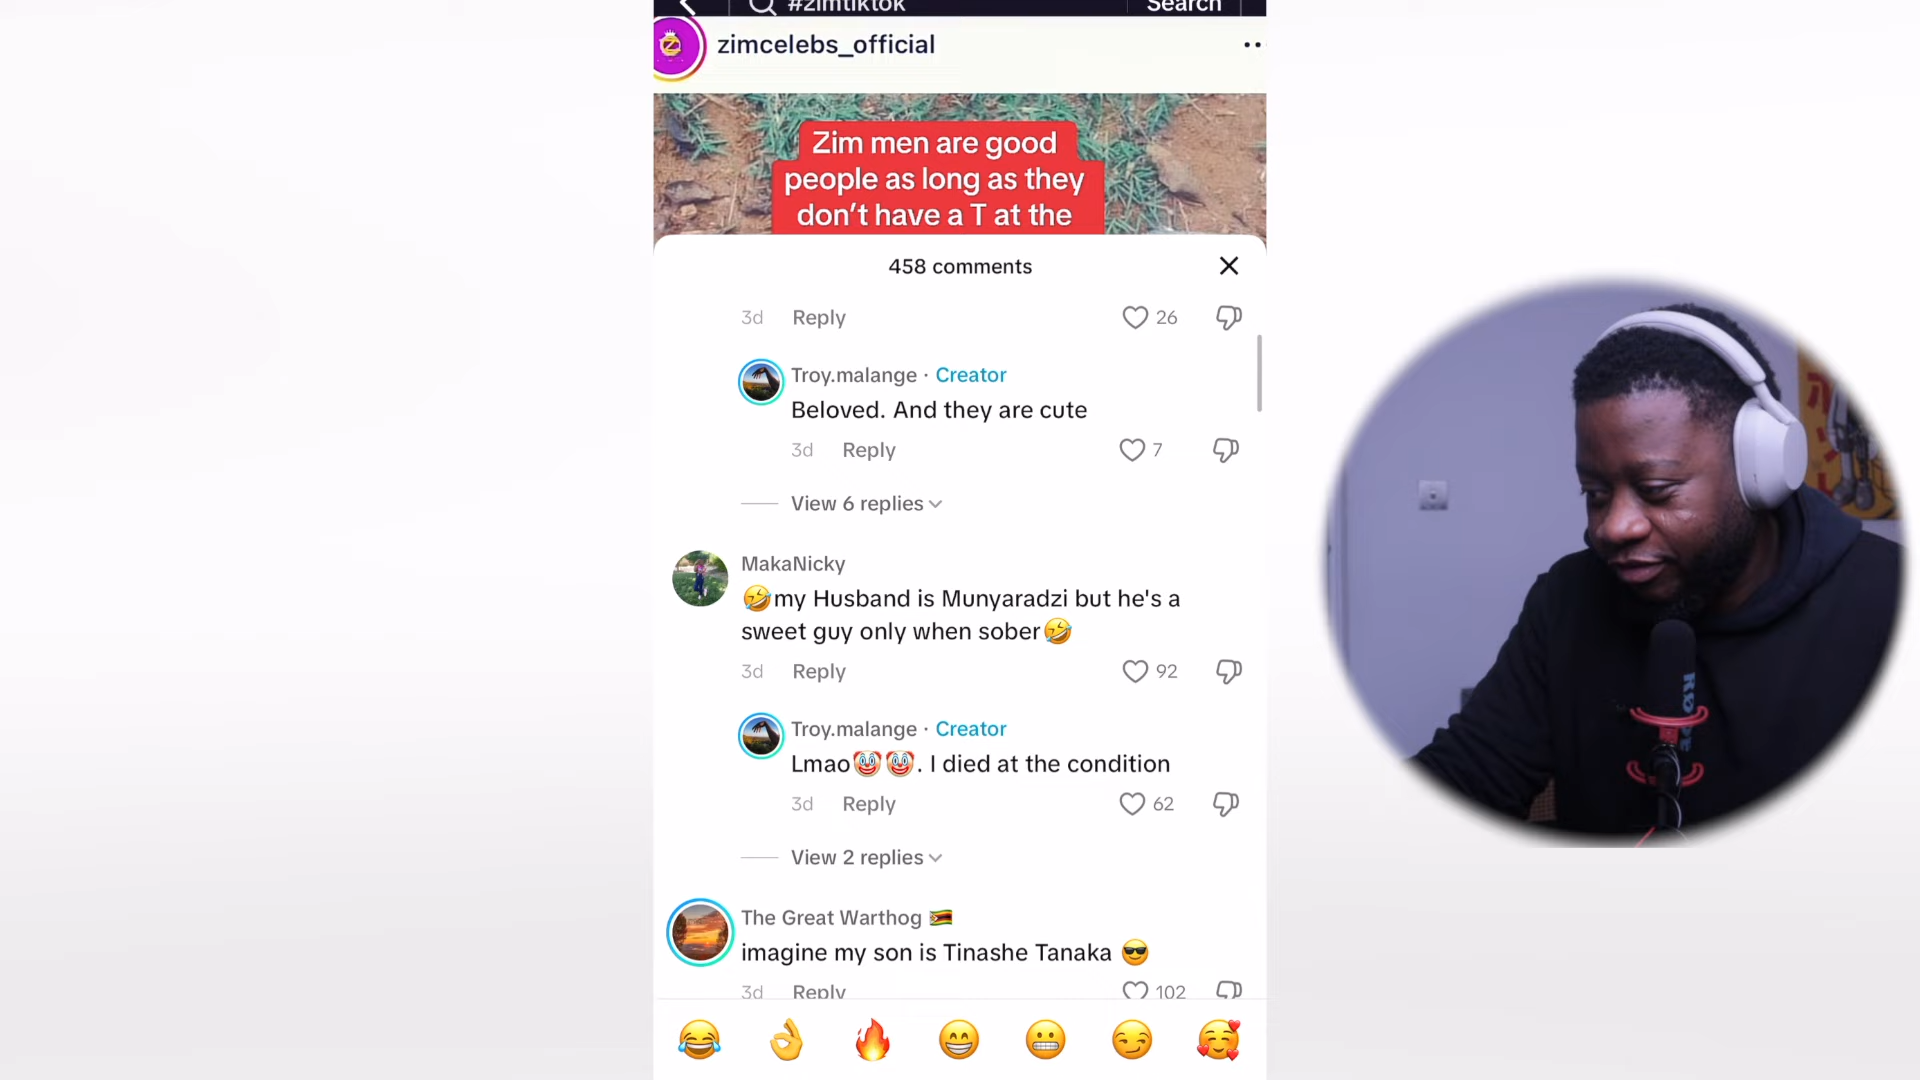 #zimtiktok
Search
zimcelebs_official
Zim men are good
people as long as they
don't have a T at the
458 comments
3d Reply 26
Troy.malange · Creator
Beloved. And they are cute
3d Reply 7
View 6 replies
MakaNicky
🤣my Husband is Munyaradzi but he's a
sweet guy only when sober🤣
3d Reply 92
Troy.malange · Creator
Lmao🤡🤡. I died at the condition
3d Reply 62
View 2 replies
The Great Warthog 🇿🇼
imagine my son is Tinashe Tanaka 😎
3d Reply 102
RØDE